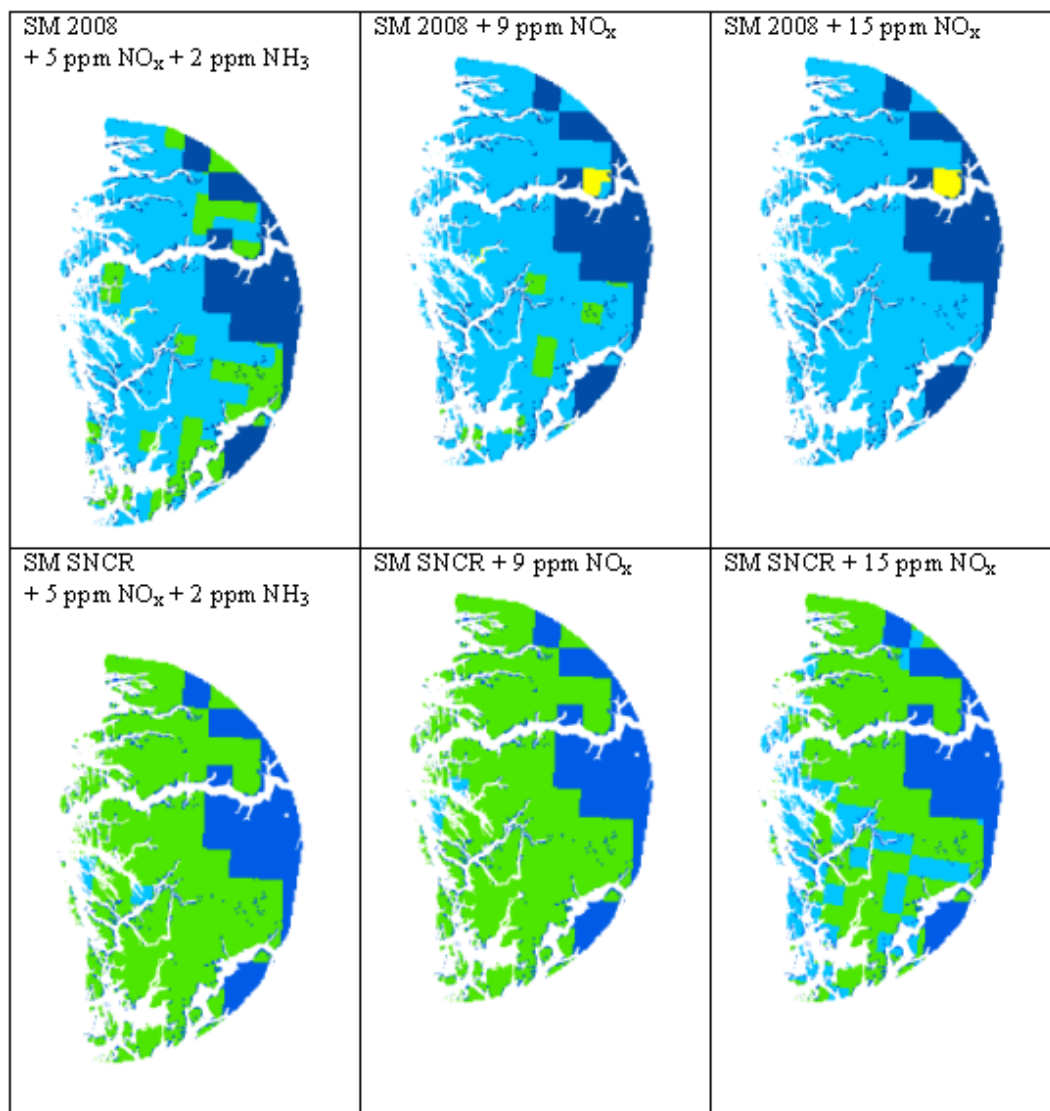 SM 2008
+ 5 ppm NOₓ + 2 ppm NH₃
SM 2008 + 9 ppm NOₓ
SM 2008 + 15 ppm NOₓ
SM SNCR
+ 5 ppm NOₓ + 2 ppm NH₃
SM SNCR + 9 ppm NOₓ
SM SNCR + 15 ppm NOₓ